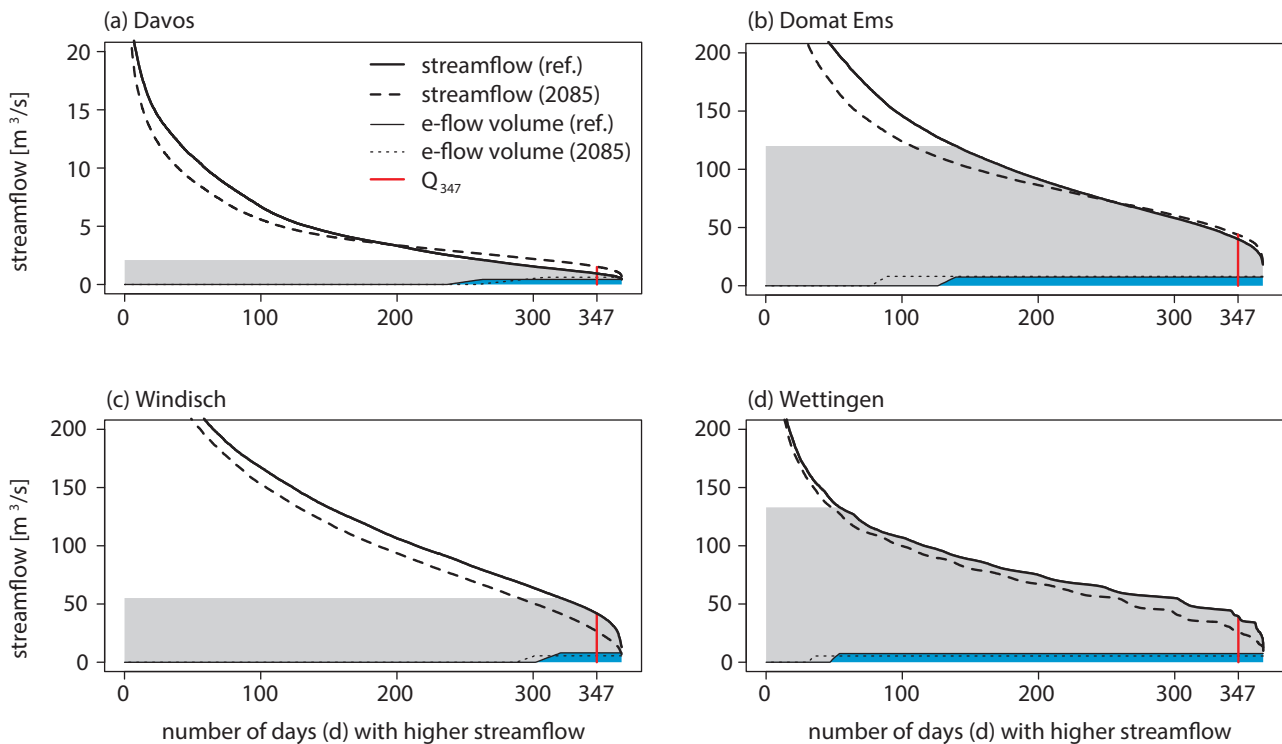 (a) Davos
(b) Domat Ems
streamflow [m³/s]
20
15
10
5
0
streamflow (ref.)
streamflow (2085)
e-flow volume (ref.)
e-flow volume (2085)
Q₃₄₇
0 100 200 300 347
200
150
100
50
0
0 100 200 300 347
(c) Windisch
(d) Wettingen
streamflow [m³/s]
200
150
100
50
0
0 100 200 300 347
number of days (d) with higher streamflow
200
150
100
50
0
0 100 200 300 347
number of days (d) with higher streamflow